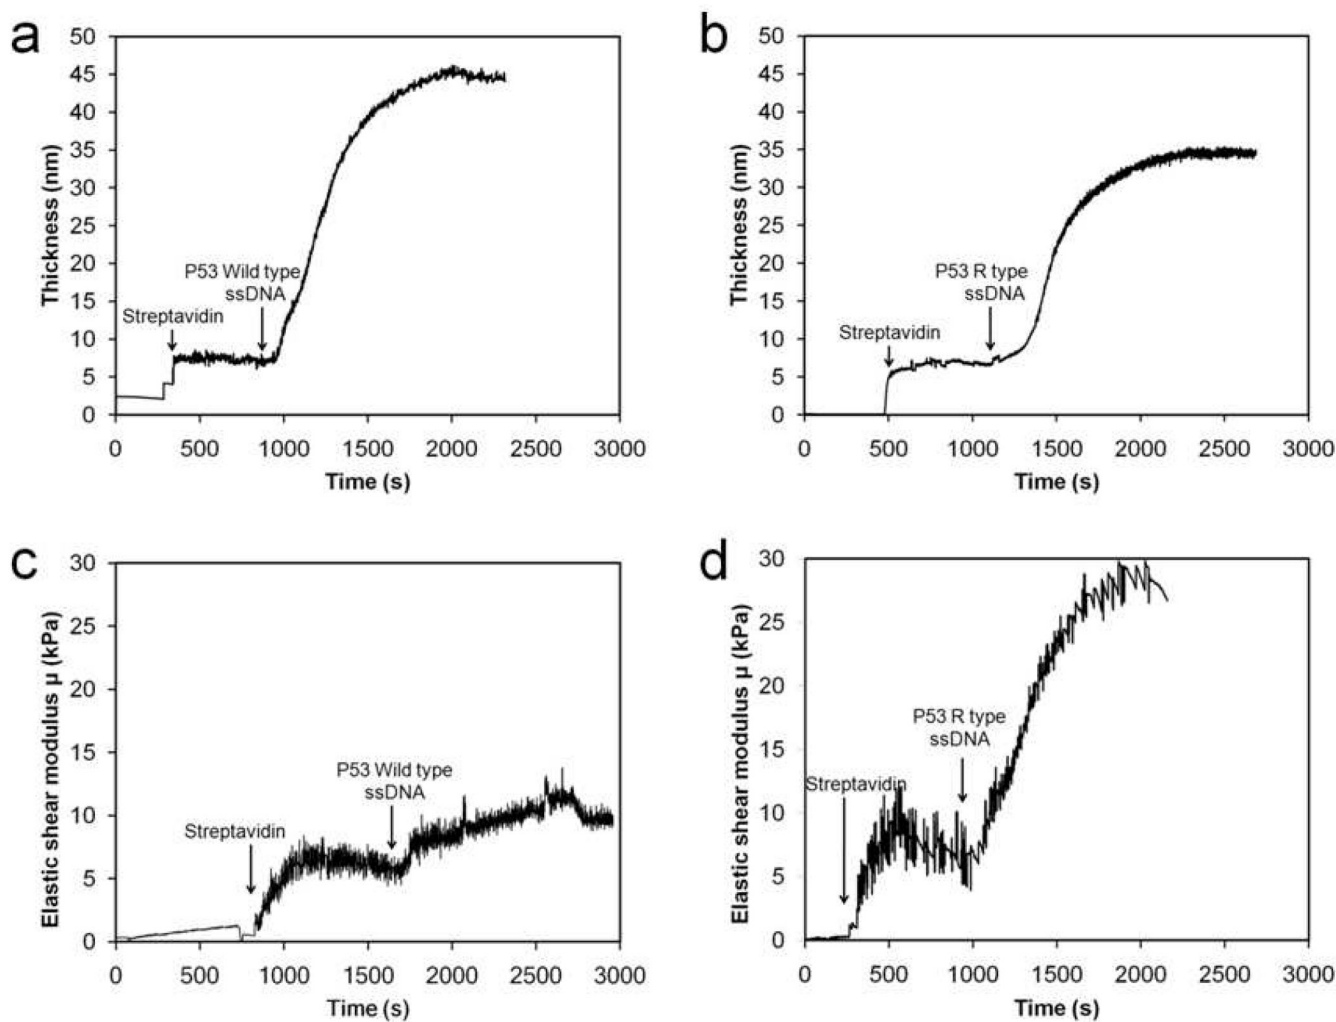 a
50
45
40
35
30
25
20
15
10
5
0
Thickness (nm)
P53 Wild type
ssDNA
Streptavidin
0 500 1000 1500 2000 2500 3000
Time (s)
b
50
45
40
35
30
25
20
15
10
5
0
Thickness (nm)
P53 R type
ssDNA
Streptavidin
0 500 1000 1500 2000 2500 3000
Time (s)
c
30
25
20
15
10
5
0
Elastic shear modulus μ (kPa)
P53 Wild type
ssDNA
Streptavidin
0 500 1000 1500 2000 2500 3000
Time (s)
d
30
25
20
15
10
5
0
Elastic shear modulus μ (kPa)
P53 R type
ssDNA
Streptavidin
0 500 1000 1500 2000 2500 3000
Time (s)